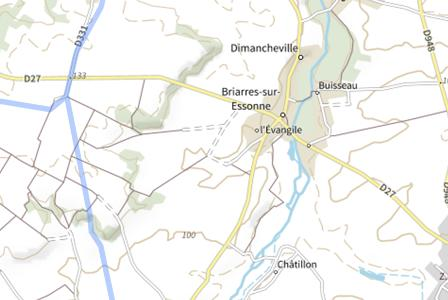 D331
D948
Dimancheville
D27
133
Buisseau
Briarres-sur-
Essonne
l'Évangile
D27
100
Châtillon